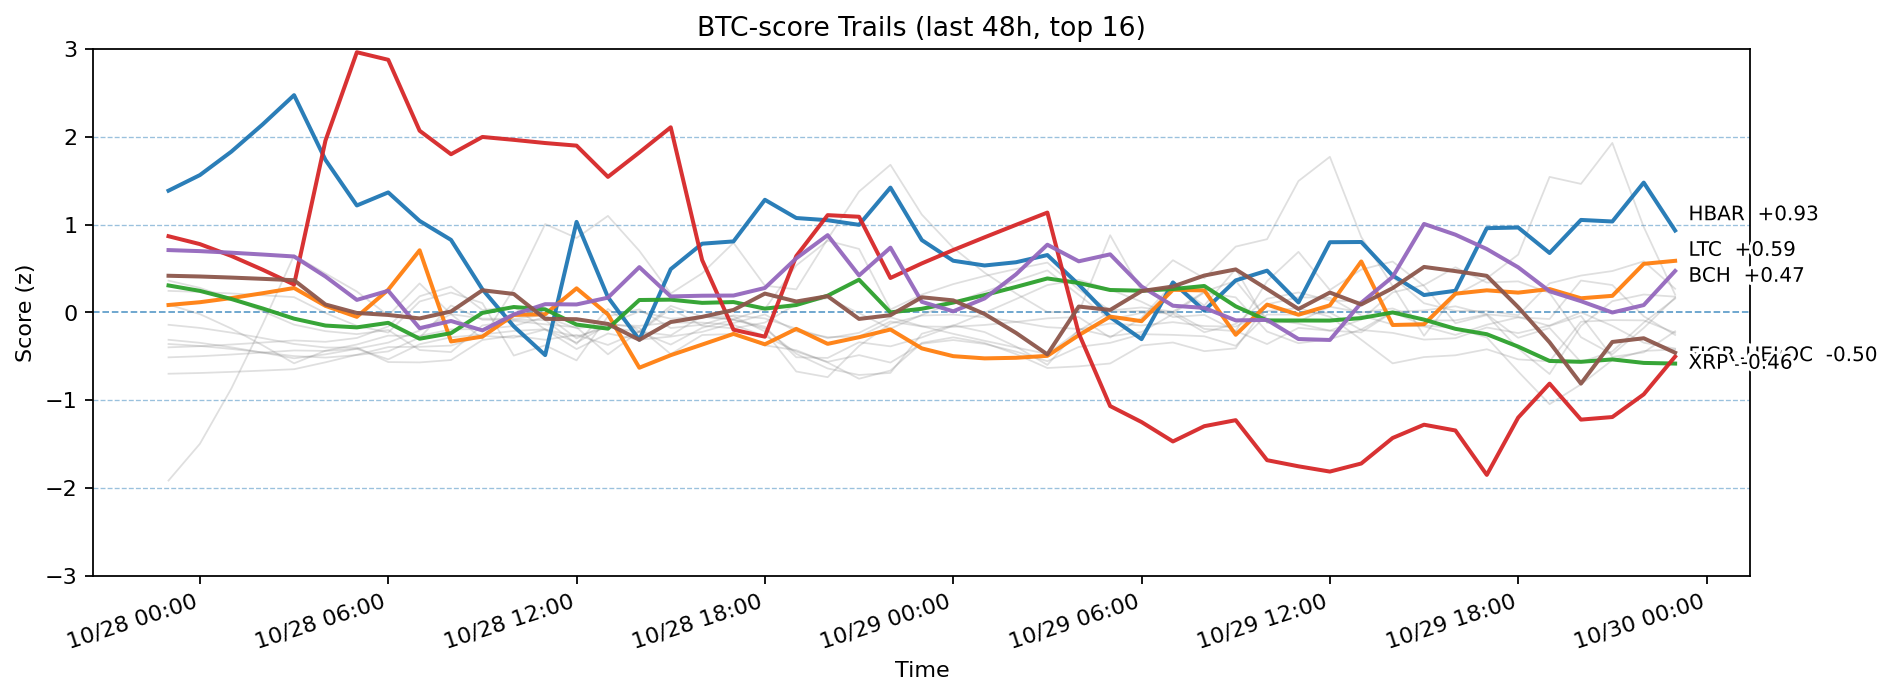 BTC-score Trails (last 48h, top 16)
Score (z)
3
2
1
0
−1
−2
−3
HBAR +0.93
LTC +0.59
BCH +0.47
-0.50
XRP -0.46
10/28 00:00
10/28 06:00
10/28 12:00
10/28 18:00
10/29 00:00
10/29 06:00
10/29 12:00
10/29 18:00
10/30 00:00
Time